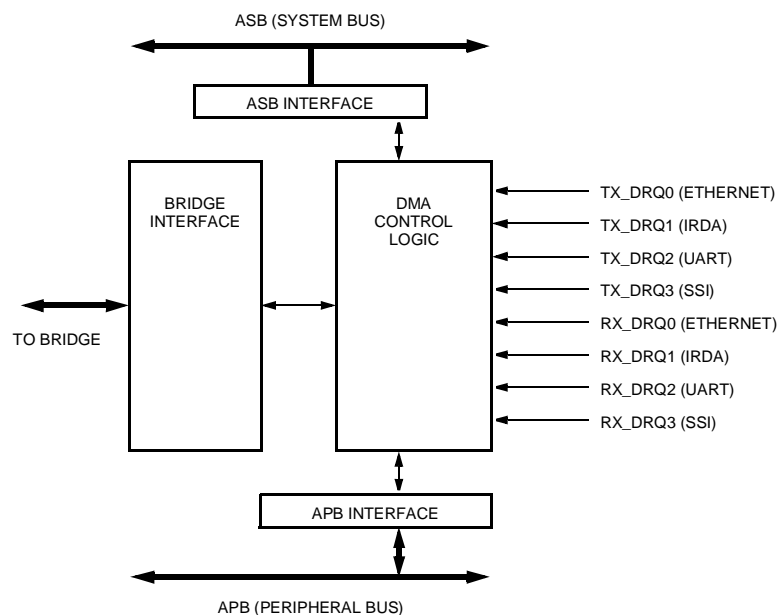 ASB (SYSTEM BUS)
ASB INTERFACE
BRIDGE
INTERFACE
DMA
CONTROL
LOGIC
TX_DRQ0 (ETHERNET)
TX_DRQ1 (IRDA)
TX_DRQ2 (UART)
TX_DRQ3 (SSI)
RX_DRQ0 (ETHERNET)
RX_DRQ1 (IRDA)
RX_DRQ2 (UART)
RX_DRQ3 (SSI)
TO BRIDGE
APB INTERFACE
APB (PERIPHERAL BUS)